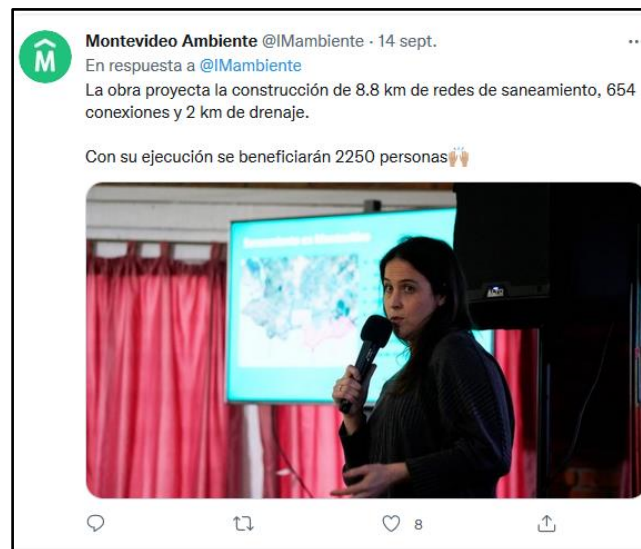 Montevideo Ambiente @IMambiente · 14 sept.
En respuesta a @IMambiente
La obra proyecta la construcción de 8.8 km de redes de saneamiento, 654
conexiones y 2 km de drenaje.
Con su ejecución se beneficiarán 2250 personas🙌🏼
8